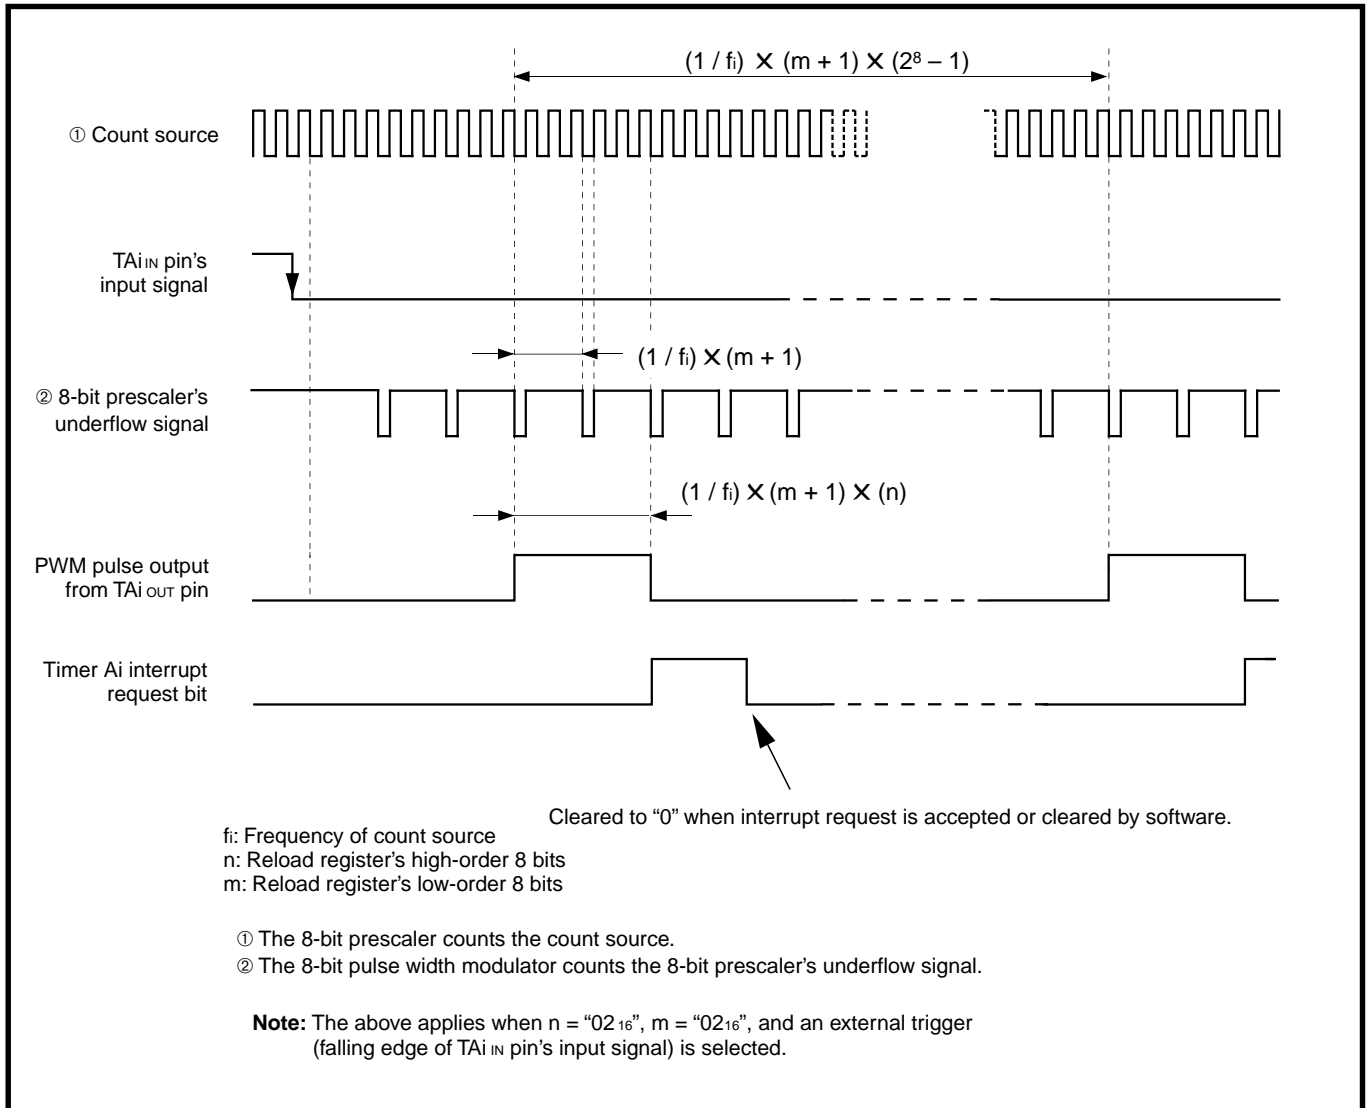 (1 / fi) × (m + 1) × (2⁸ – 1)
① Count source
TAiIN pin's
input signal
(1 / fi) × (m + 1)
② 8-bit prescaler's
underflow signal
(1 / fi) × (m + 1) × (n)
PWM pulse output
from TAiOUT pin
Timer Ai interrupt
request bit
Cleared to “0” when interrupt request is accepted or cleared by software.
fi: Frequency of count source
n: Reload register's high-order 8 bits
m: Reload register's low-order 8 bits
① The 8-bit prescaler counts the count source.
② The 8-bit pulse width modulator counts the 8-bit prescaler's underflow signal.
Note: The above applies when n = “02₁₆”, m = “02₁₆”, and an external trigger
(falling edge of TAiIN pin's input signal) is selected.